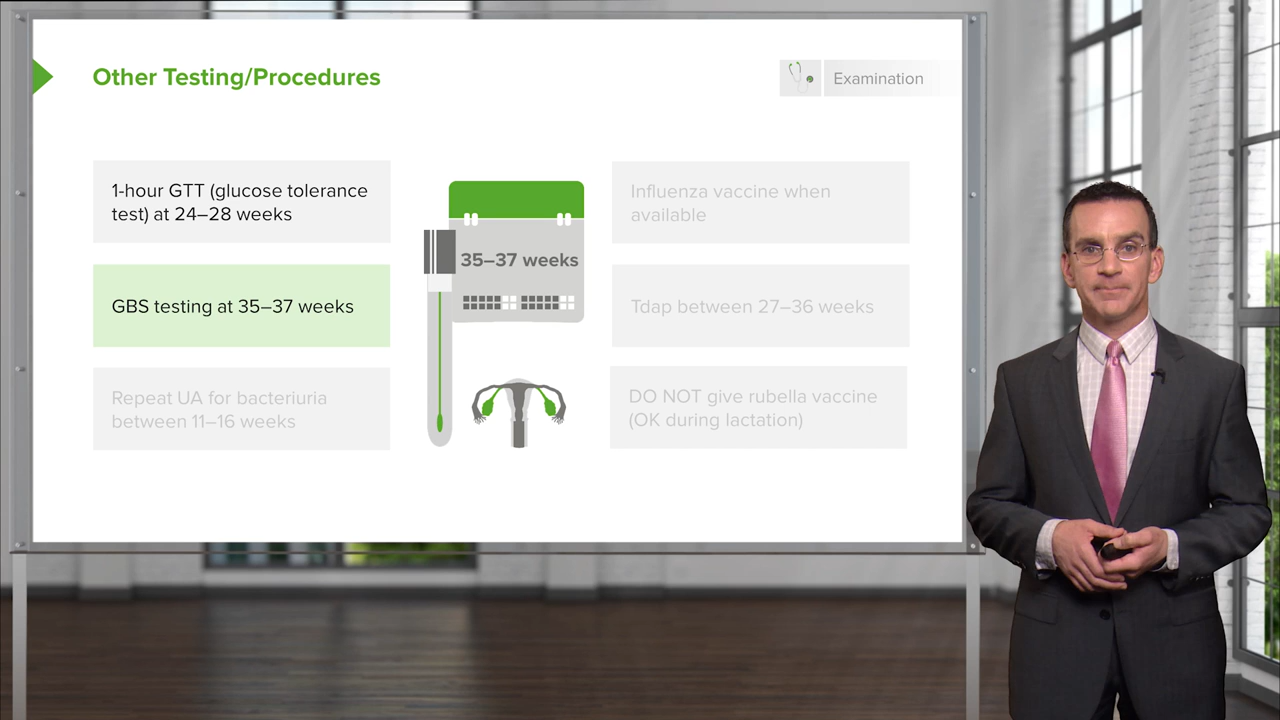 Other Testing/Procedures
Examination
1-hour GTT (glucose tolerance
test) at 24–28 weeks
GBS testing at 35–37 weeks
Repeat UA for bacteriuria
between 11–16 weeks
35–37 weeks
Influenza vaccine when
available
Tdap between 27–36 weeks
DO NOT give rubella vaccine
(OK during lactation)